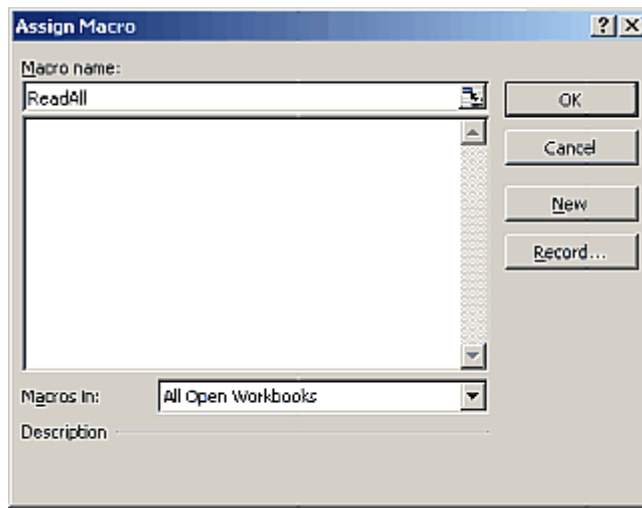 Assign Macro
Macro name:
ReadAll
OK
Cancel
New
Record...
Macros in:
All Open Workbooks
Description